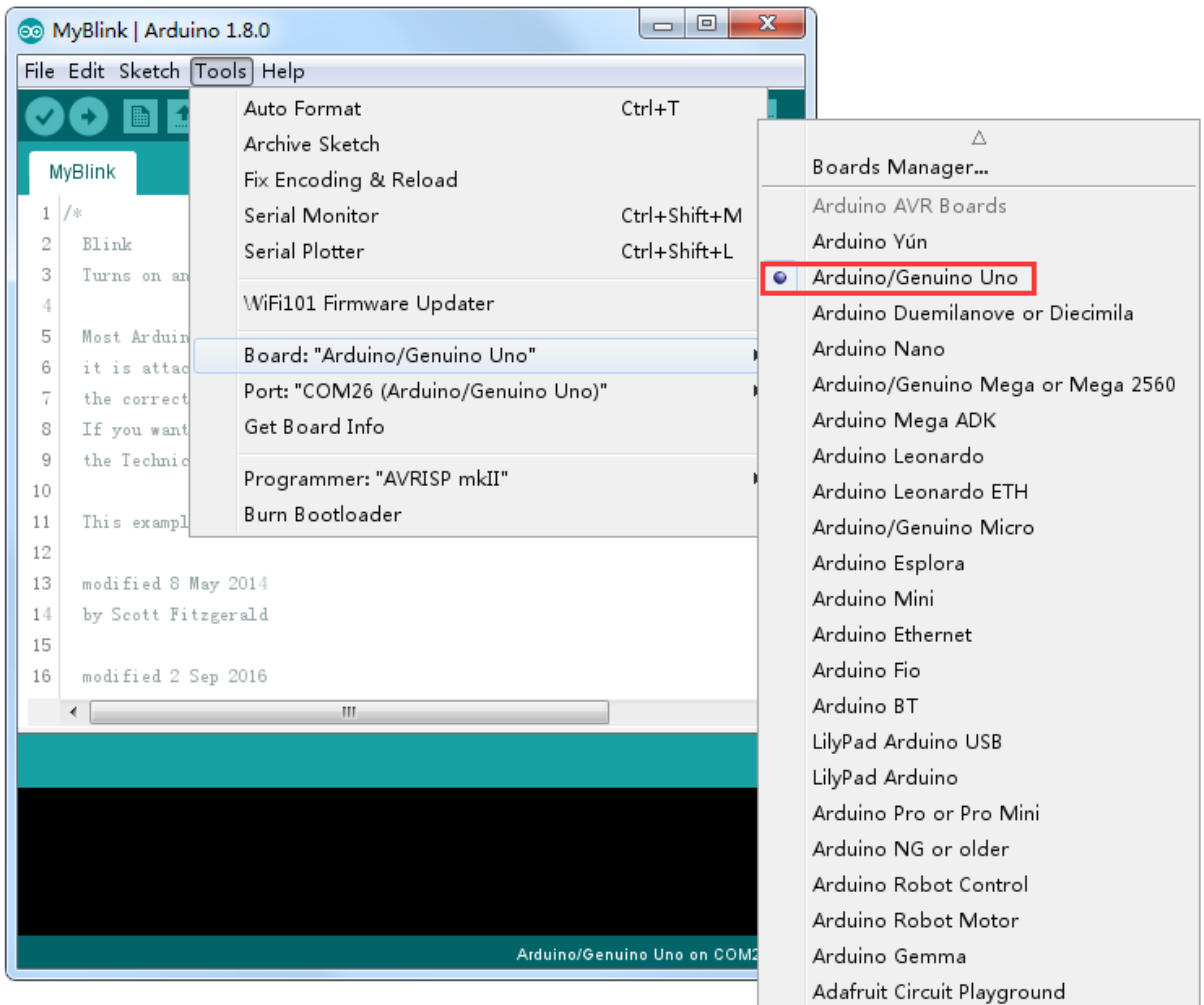 MyBlink | Arduino 1.8.0
File Edit Sketch Tools Help
MyBlink
1 /*
2 Blink
3 Turns on an
4
5 Most Arduin
6 it is attac
7 the correct
8 If you want
9 the Technic
10
11 This exampl
12
13 modified 8 May 2014
14 by Scott Fitzgerald
15
16 modified 2 Sep 2016
Auto Format Ctrl+T
Archive Sketch
Fix Encoding & Reload
Serial Monitor Ctrl+Shift+M
Serial Plotter Ctrl+Shift+L
WiFi101 Firmware Updater
Board: "Arduino/Genuino Uno"
Port: "COM26 (Arduino/Genuino Uno)"
Get Board Info
Programmer: "AVRISP mkII"
Burn Bootloader
Boards Manager...
Arduino AVR Boards
Arduino Yún
Arduino/Genuino Uno
Arduino Duemilanove or Diecimila
Arduino Nano
Arduino/Genuino Mega or Mega 2560
Arduino Mega ADK
Arduino Leonardo
Arduino Leonardo ETH
Arduino/Genuino Micro
Arduino Esplora
Arduino Mini
Arduino Ethernet
Arduino Fio
Arduino BT
LilyPad Arduino USB
LilyPad Arduino
Arduino Pro or Pro Mini
Arduino NG or older
Arduino Robot Control
Arduino Robot Motor
Arduino Gemma
Adafruit Circuit Playground
Arduino/Genuino Uno on COM2